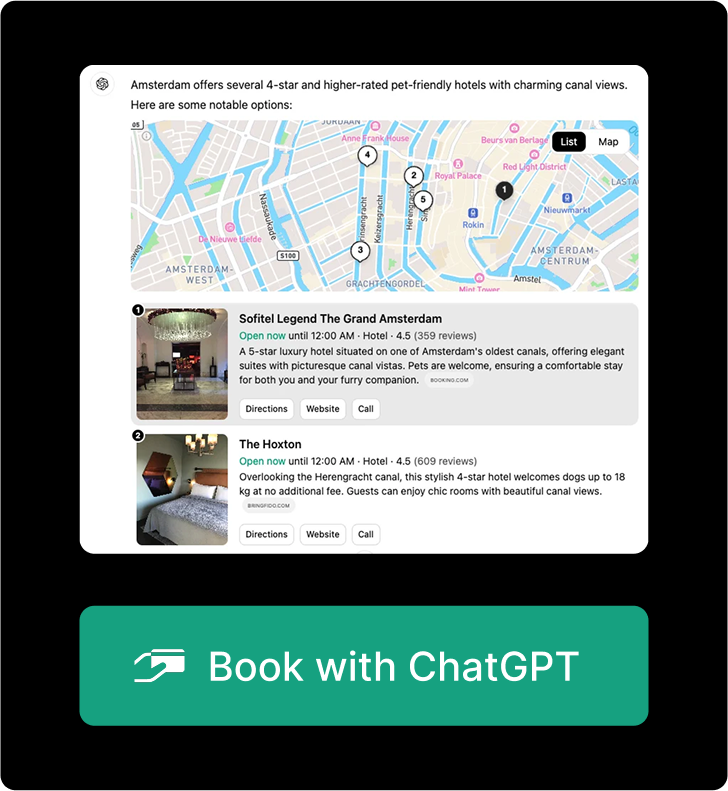 Amsterdam offers several 4-star and higher-rated pet-friendly hotels with charming canal views.
Here are some notable options:
05
JORDAAN
Anne Frank House
Beurs van Berlage
List
Map
4
Red Light District
2
Royal Palace
1
LASTA
5
Nassaukade
Prinsengracht
Keizersgracht
Herengracht
Nieuwmarkt
Rokin
De Nieuwe Liefde
3
S100
AMSTERDAM-
WEST
AMSTERDAM-
CENTRUM
GRACHTENGORDEL
Mint Tower
Amstel
1
Sofitel Legend The Grand Amsterdam
Open now until 12:00 AM · Hotel · 4.5 (359 reviews)
A 5-star luxury hotel situated on one of Amsterdam's oldest canals, offering elegant
suites with picturesque canal vistas. Pets are welcome, ensuring a comfortable stay
for both you and your furry companion. BOOKING.COM
Directions
Website
Call
2
The Hoxton
Open now until 12:00 AM · Hotel · 4.5 (609 reviews)
Overlooking the Herengracht canal, this stylish 4-star hotel welcomes dogs up to 18
kg at no additional fee. Guests can enjoy chic rooms with beautiful canal views.
BRINGFIDO.COM
Directions
Website
Call
Book with ChatGPT